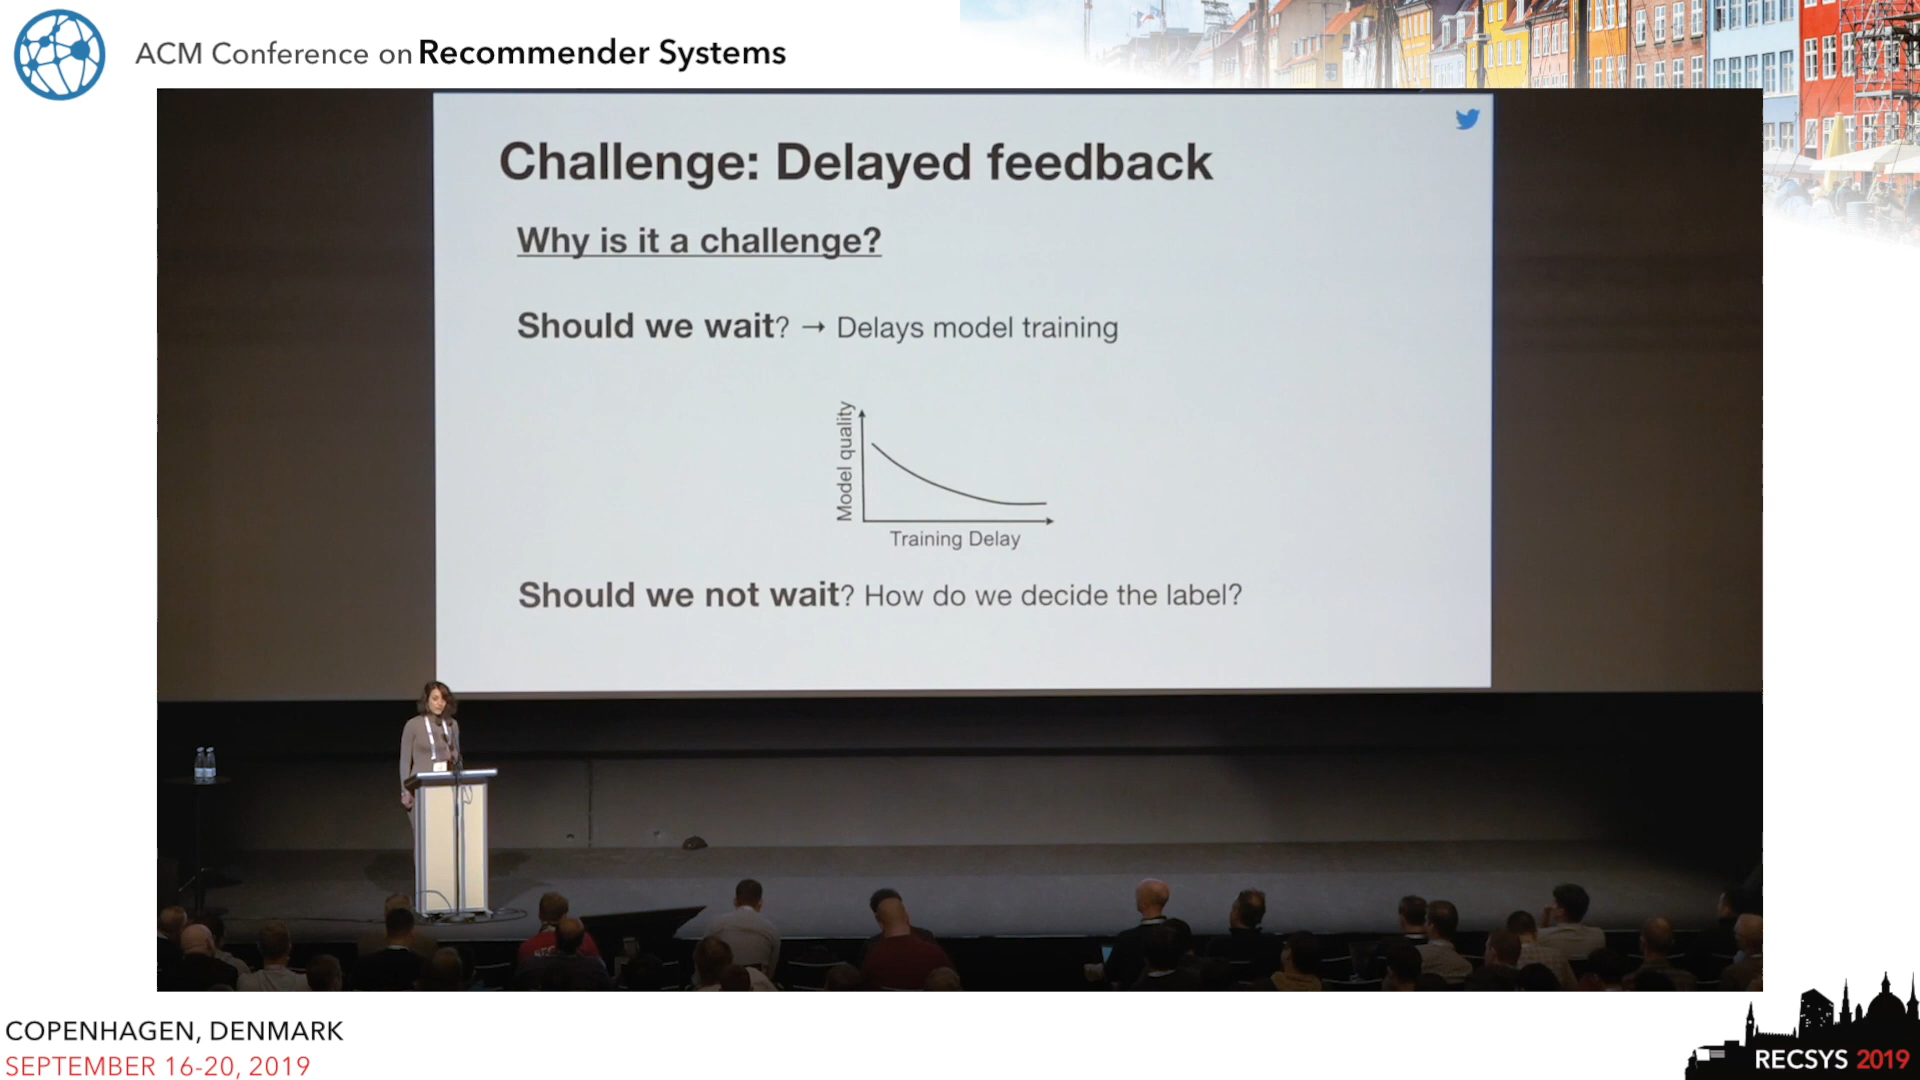 ACM Conference on Recommender Systems
Challenge: Delayed feedback
Why is it a challenge?
Should we wait? → Delays model training
Model quality
Training Delay
Should we not wait? How do we decide the label?
COPENHAGEN, DENMARK
SEPTEMBER 16-20, 2019
RECSYS 2019